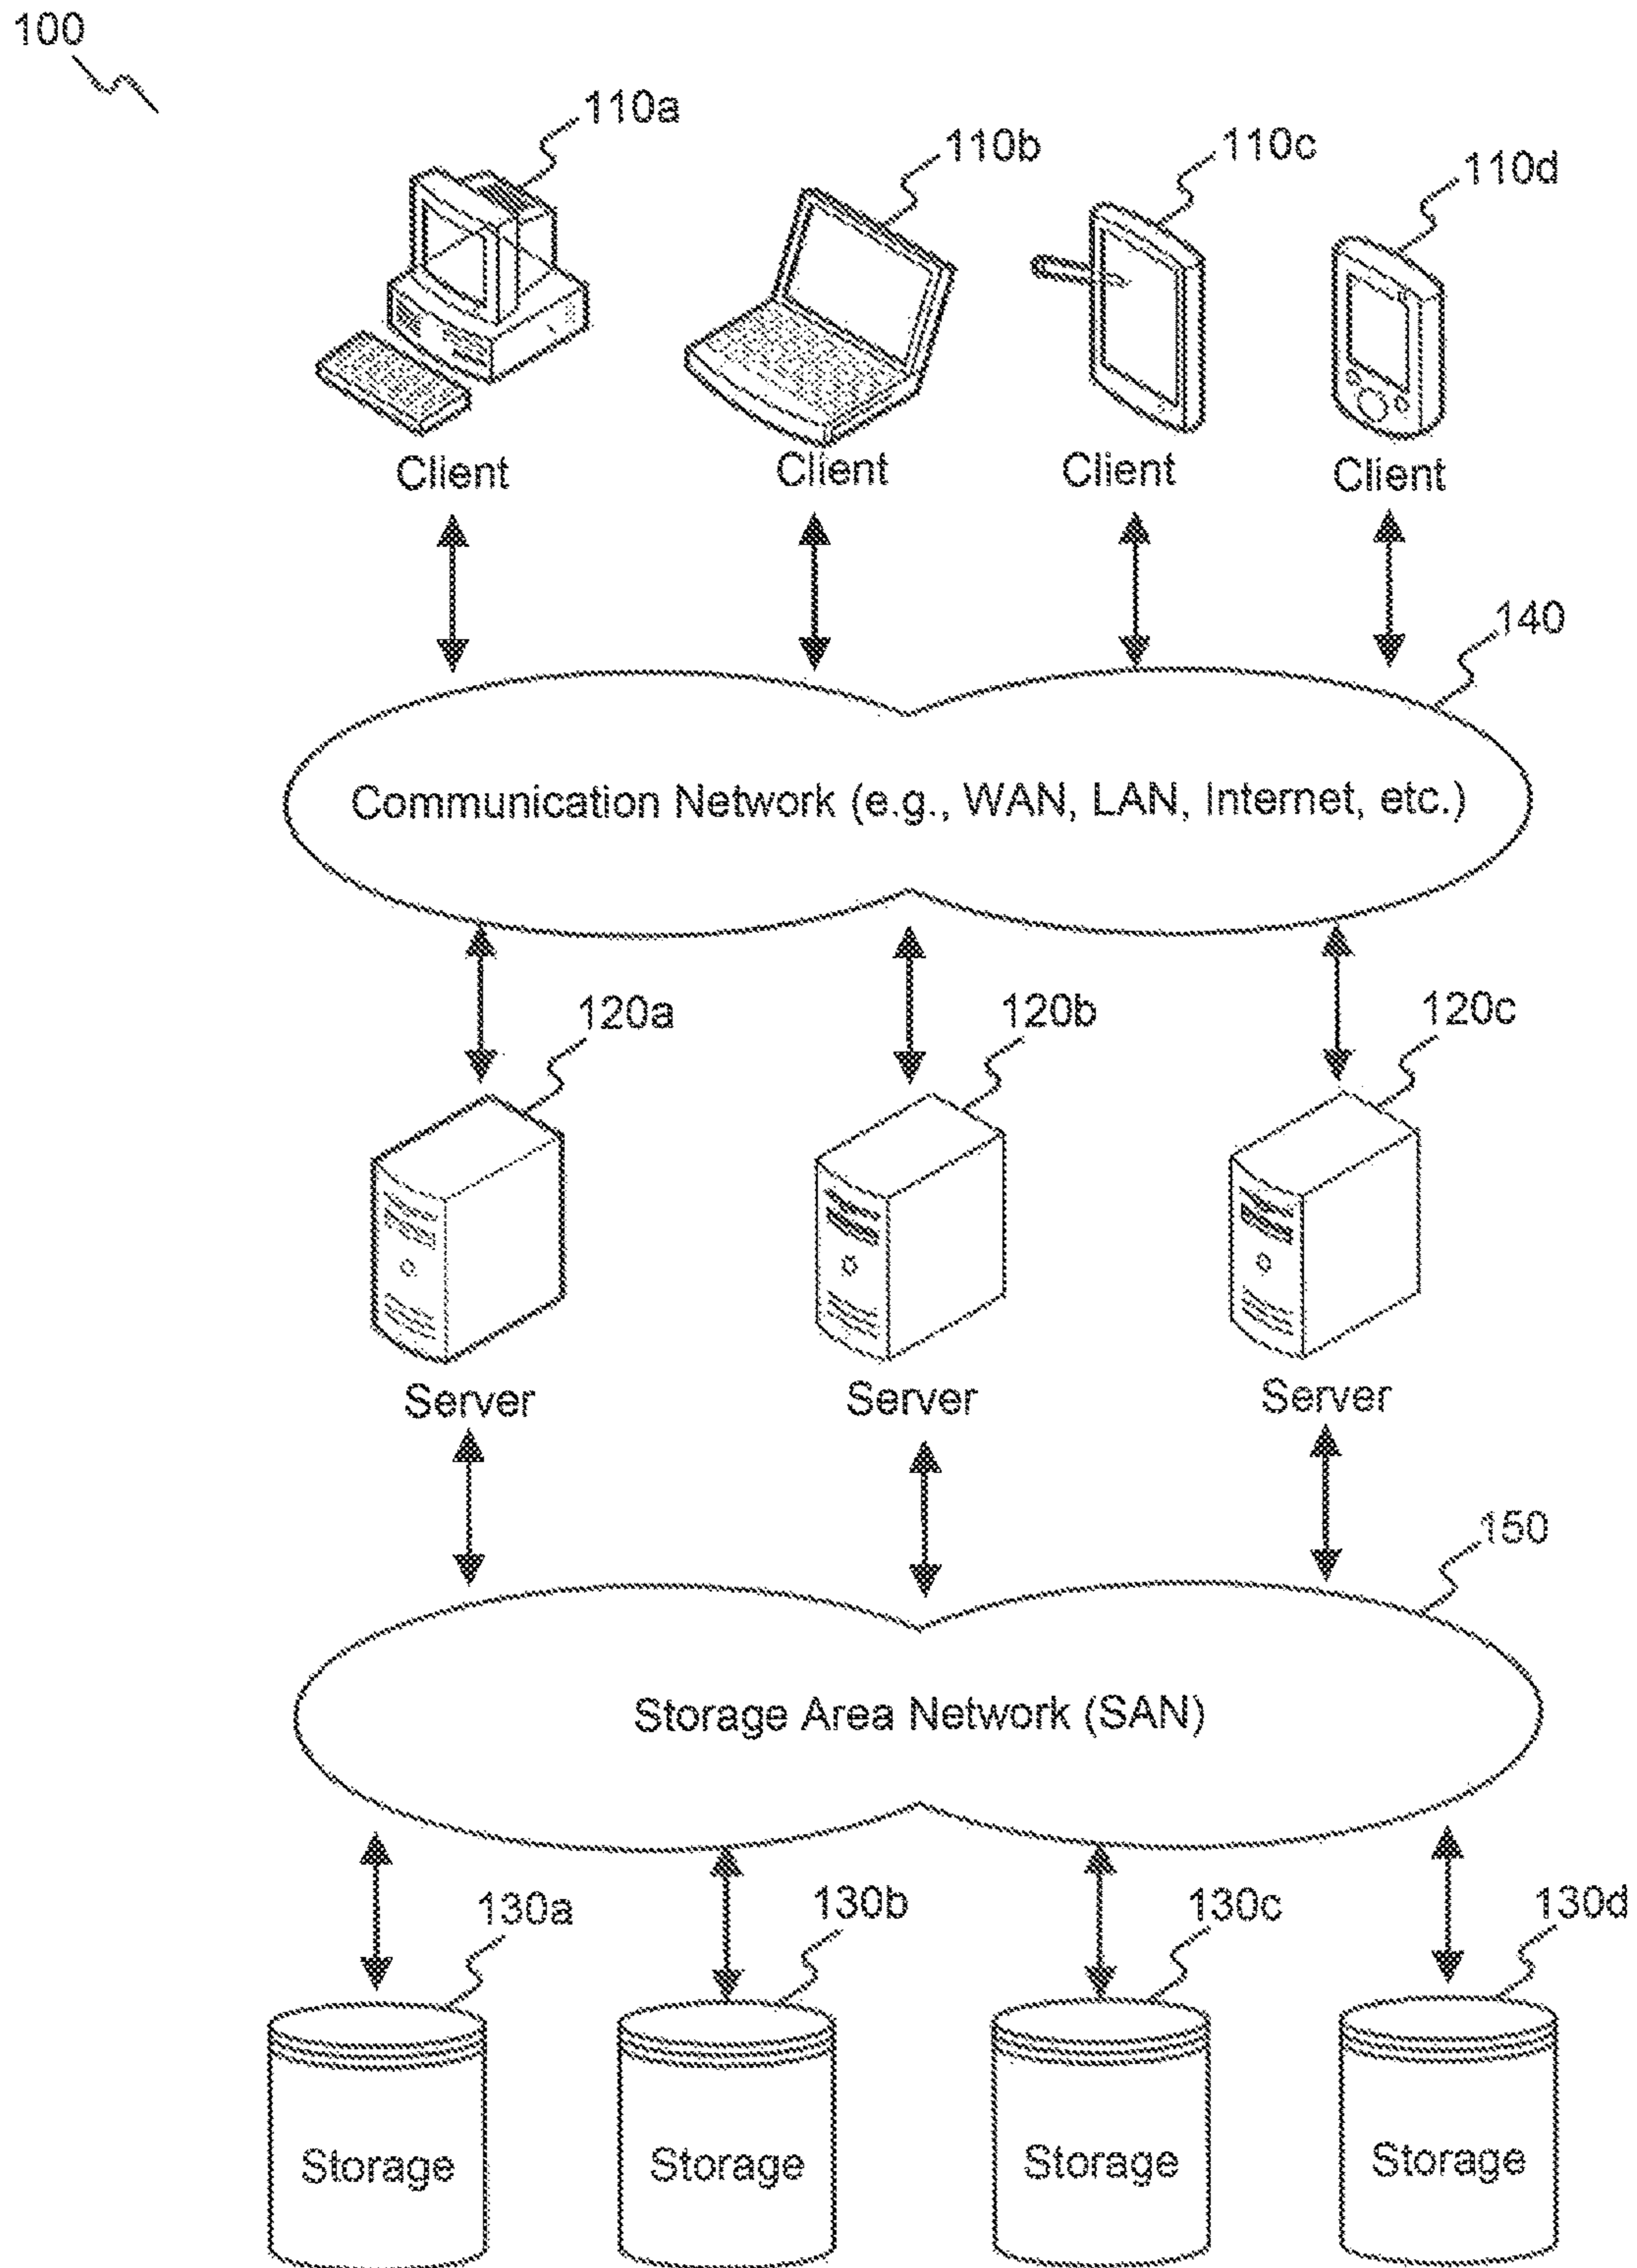 100
110a
110b
110c
110d
Client
Client
Client
Client
140
Communication Network (e.g., WAN, LAN, Internet, etc.)
120a
120b
120c
Server
Server
Server
150
Storage Area Network (SAN)
130a
130b
130c
130d
Storage
Storage
Storage
Storage